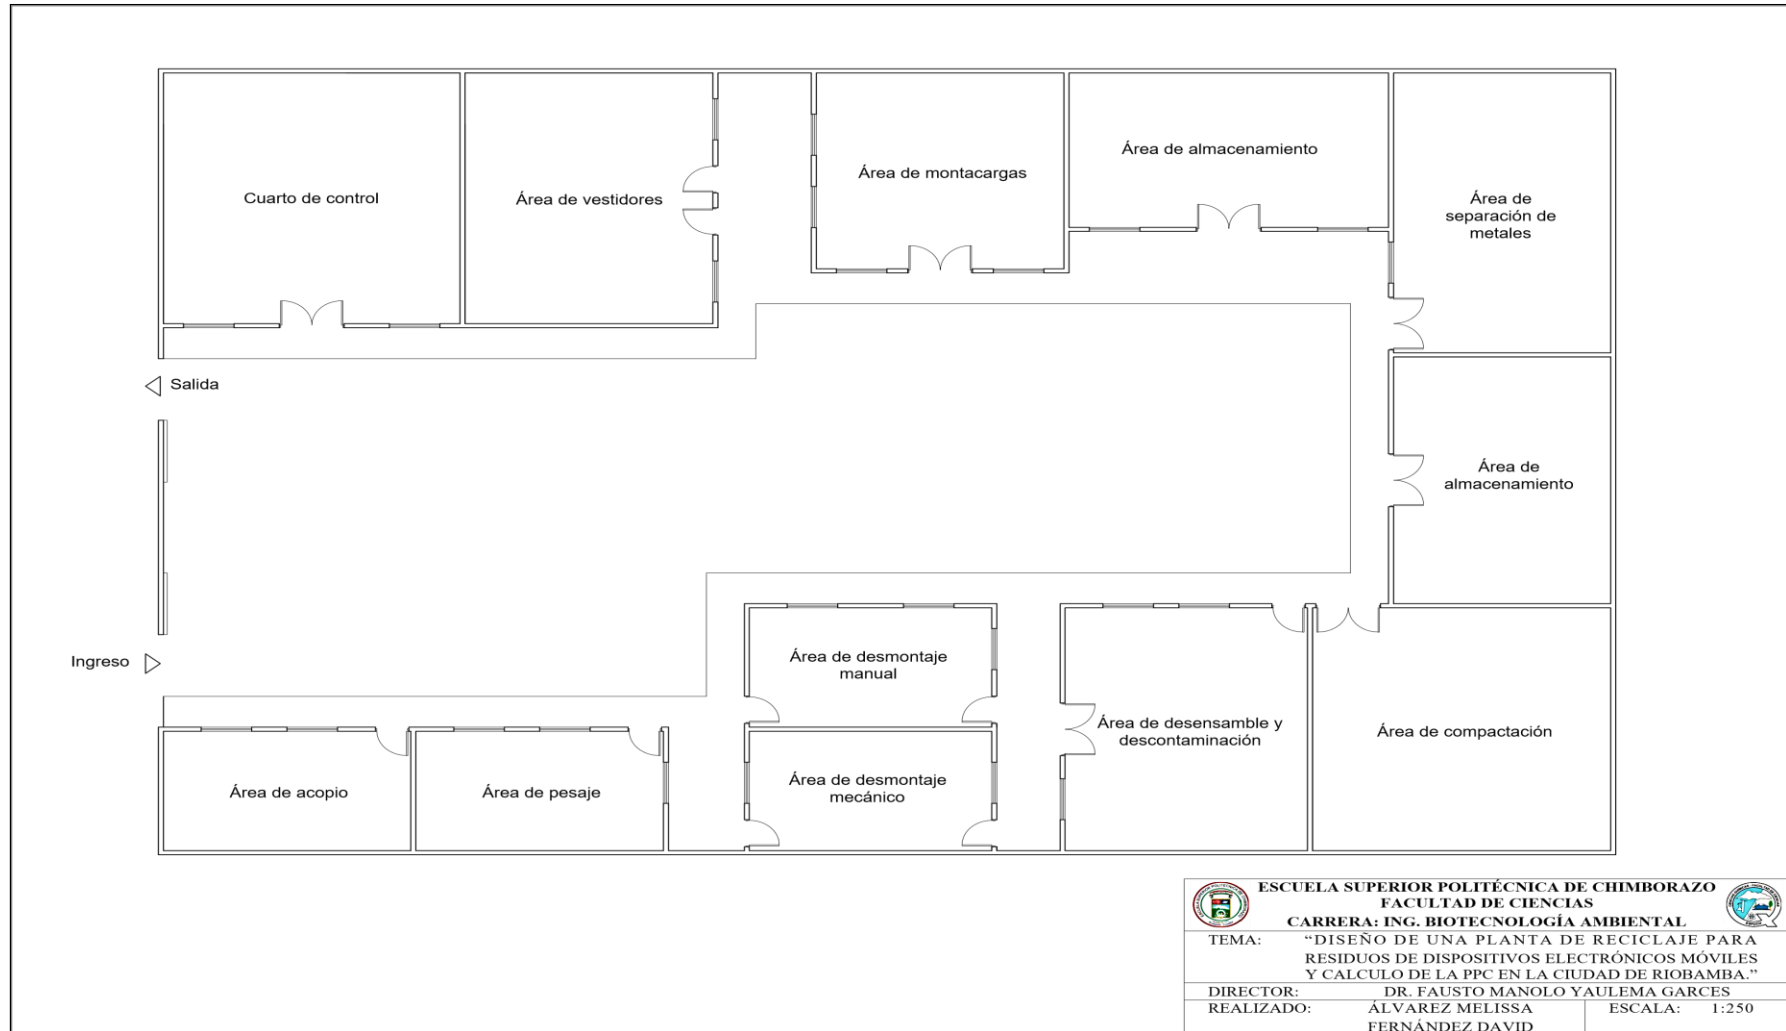 Cuarto de control
Área de vestidores
Área de montacargas
Área de almacenamiento
Área de
separación de
metales
Salida
Área de
almacenamiento
Ingreso
Área de desmontaje
manual
Área de desensamble y
descontaminación
Área de compactación
Área de acopio
Área de pesaje
Área de desmontaje
mecánico
ESCUELA SUPERIOR POLITÉCNICA DE CHIMBORAZO
FACULTAD DE CIENCIAS
CARRERA: ING. BIOTECNOLOGÍA AMBIENTAL
TEMA: “DISEÑO DE UNA PLANTA DE RECICLAJE PARA
RESIDUOS DE DISPOSITIVOS ELECTRÓNICOS MÓVILES
Y CALCULO DE LA PPC EN LA CIUDAD DE RIOBAMBA.”
DIRECTOR: DR. FAUSTO MANOLO YAULEMA GARCES
REALIZADO: ÁLVAREZ MELISSA ESCALA: 1:250
FERNÁNDEZ DAVID